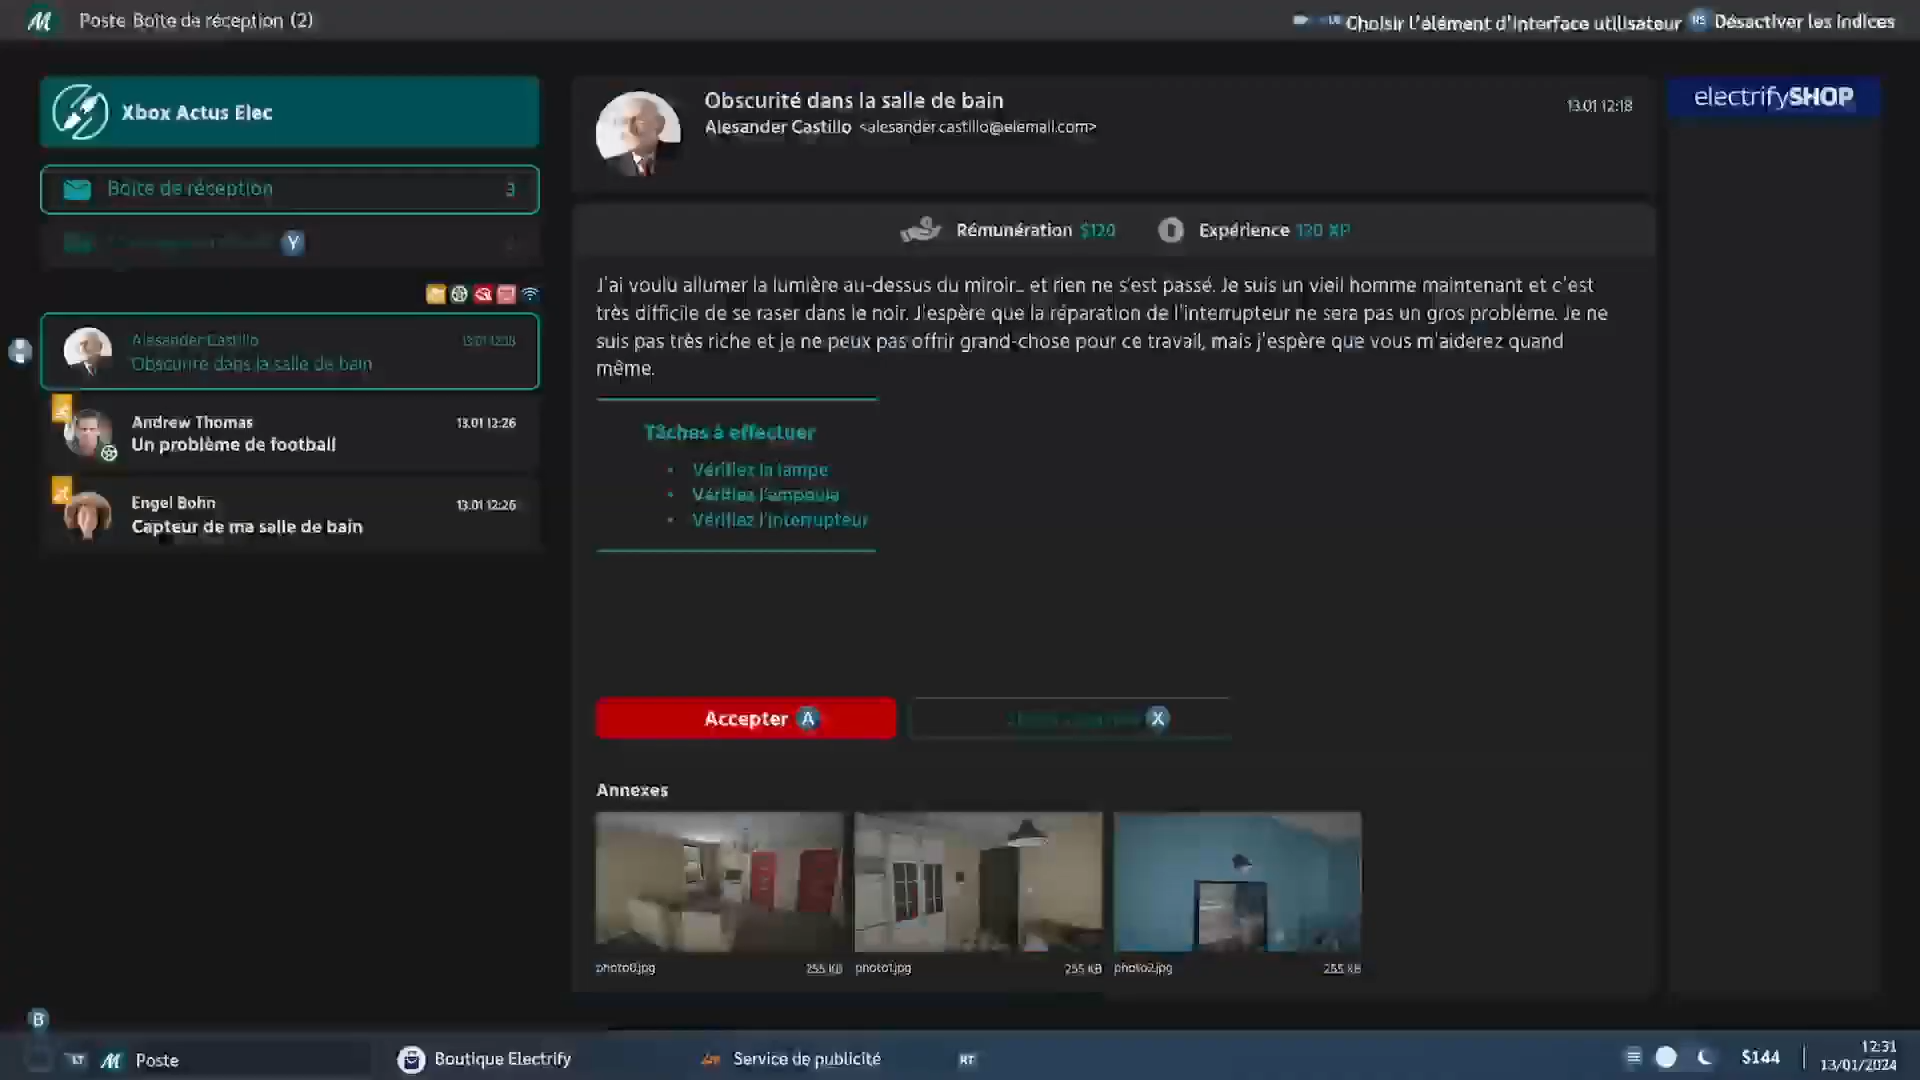 Poste Boîte de réception (2)
Choisir l'élément d'interface utilisateur
RS
Désactiver les indices
Xbox Actus Elec
Boîte de réception
3
Y
Alesander Castillo
13.01 12:18
Obscurité dans la salle de bain
Andrew Thomas
13.01 12:26
Un problème de football
Engel Bohn
13.01 12:26
Capteur de ma salle de bain
Obscurité dans la salle de bain
Alesander Castillo <alesander.castillo@elemail.com>
13.01 12:18
electrifySHOP
Rémunération $120
Expérience 130 XP
J'ai voulu allumer la lumière au-dessus du miroir... et rien ne s'est passé. Je suis un vieil homme maintenant et c'est
très difficile de se raser dans le noir. J'espère que la réparation de l'interrupteur ne sera pas un gros problème. Je ne
suis pas très riche et je ne peux pas offrir grand-chose pour ce travail, mais j'espère que vous m'aiderez quand
même.
Tâches à effectuer
• Vérifiez la lampe
• Vérifiez l'ampoule
• Vérifiez l'interrupteur
Accepter A
X
Annexes
photo0.jpg
255 KB
photo1.jpg
255 KB
photo2.jpg
255 KB
B
LT
Poste
Boutique Electrify
Service de publicité
RT
$144
12:31
13/01/2024